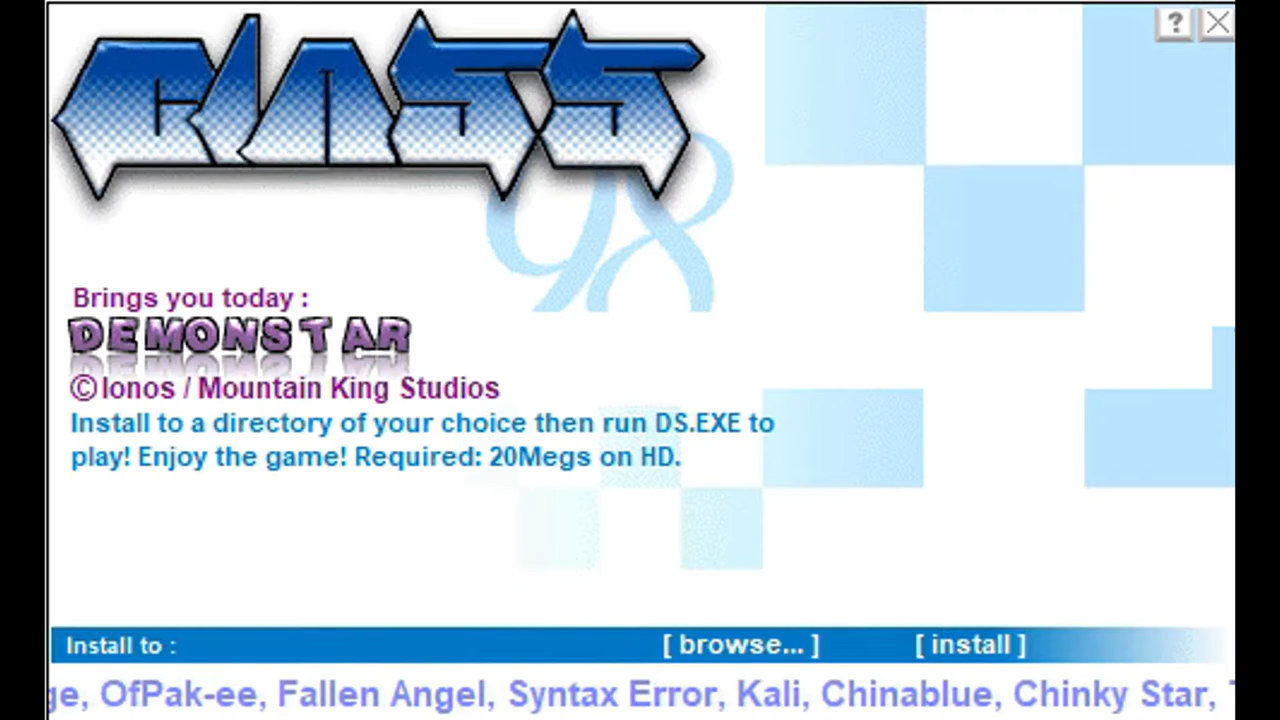 CLASS
98
?
Brings you today :
DEMONSTAR
©Ionos / Mountain King Studios
Install to a directory of your choice then run DS.EXE to
play! Enjoy the game! Required: 20Megs on HD.
Install to : [ browse... ] [ install ]
ge, OfPak-ee, Fallen Angel, Syntax Error, Kali, Chinablue, Chinky Star,